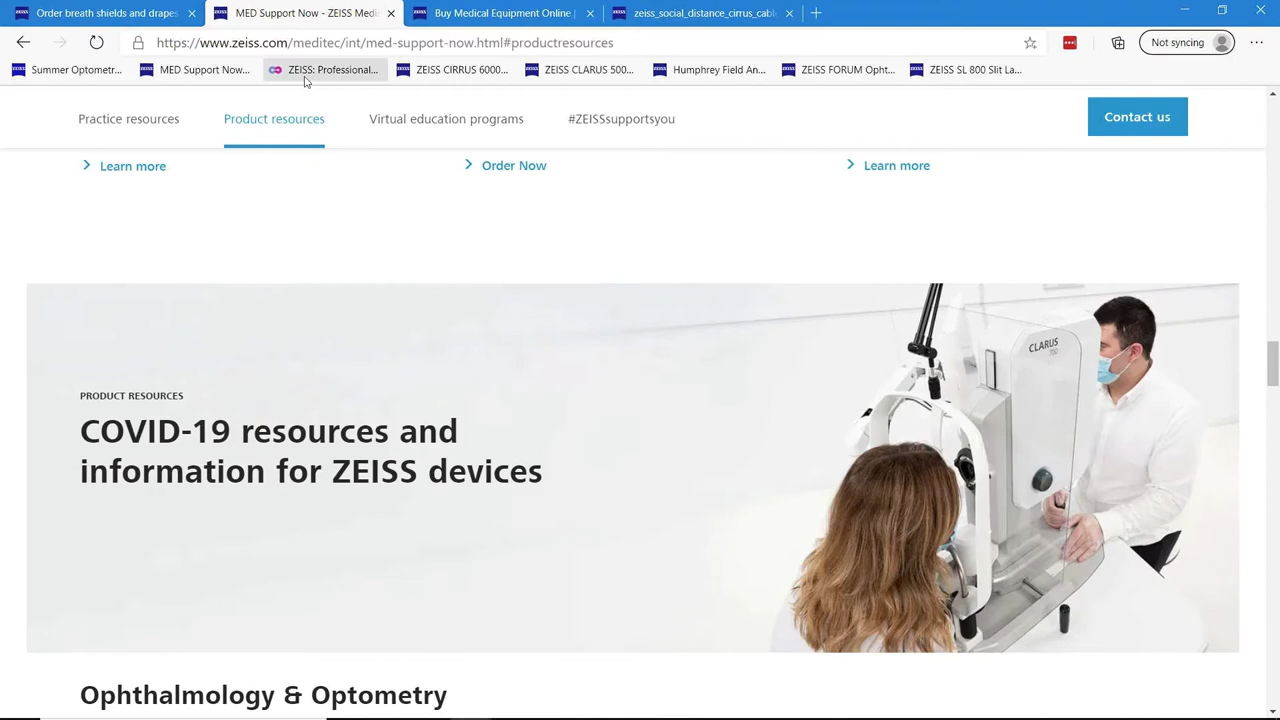 Order breath shields and drapes
MED Support Now - ZEISS Medi
Buy Medical Equipment Online |
zeiss_social_distance_cirrus_cabl
https://www.zeiss.com/meditec/int/med-support-now.html#productresources
Not syncing
Summer Optometr...
MED Support Now...
ZEISS: Professional...
ZEISS CIRRUS 6000...
ZEISS CLARUS 500...
Humphrey Field An...
ZEISS FORUM Opht...
ZEISS SL 800 Slit La...
Practice resources
Product resources
Virtual education programs
#ZEISSsupportsyou
Contact us
Learn more
Order Now
Learn more
CLARUS
700
PRODUCT RESOURCES
COVID-19 resources and
information for ZEISS devices
Ophthalmology & Optometry